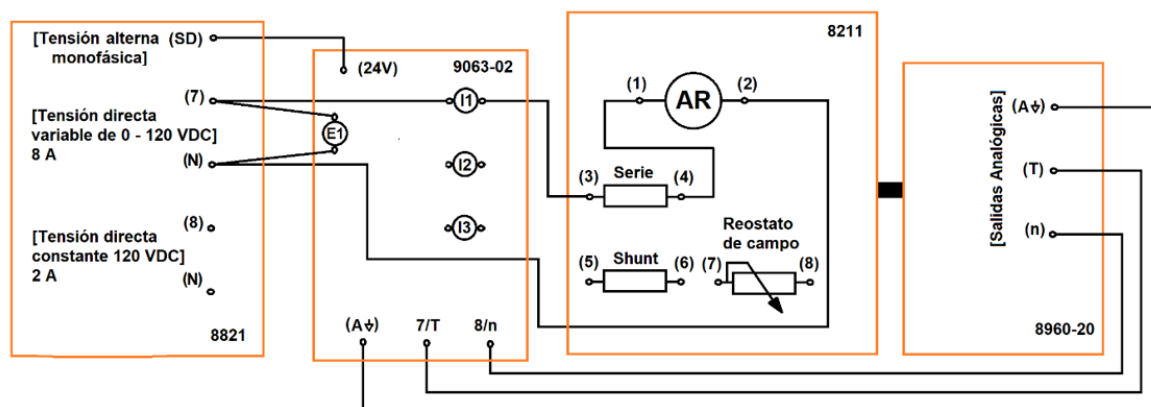 [Tensión alterna (SD)
monofásica]
(7)
[Tensión directa
variable de 0 - 120 VDC]
8 A
(N)
(8)
[Tensión directa
constante 120 VDC]
2 A
(N)
8821
(24V)
9063-02
I1
E1
I2
I3
(A⏚)
7/T
8/n
8211
(1)
AR
(2)
(3)
Serie
(4)
(5)
Shunt
(6)
Reostato
de campo
(7)
(8)
(A⏚)
(T)
(n)
[Salidas Analógicas]
8960-20